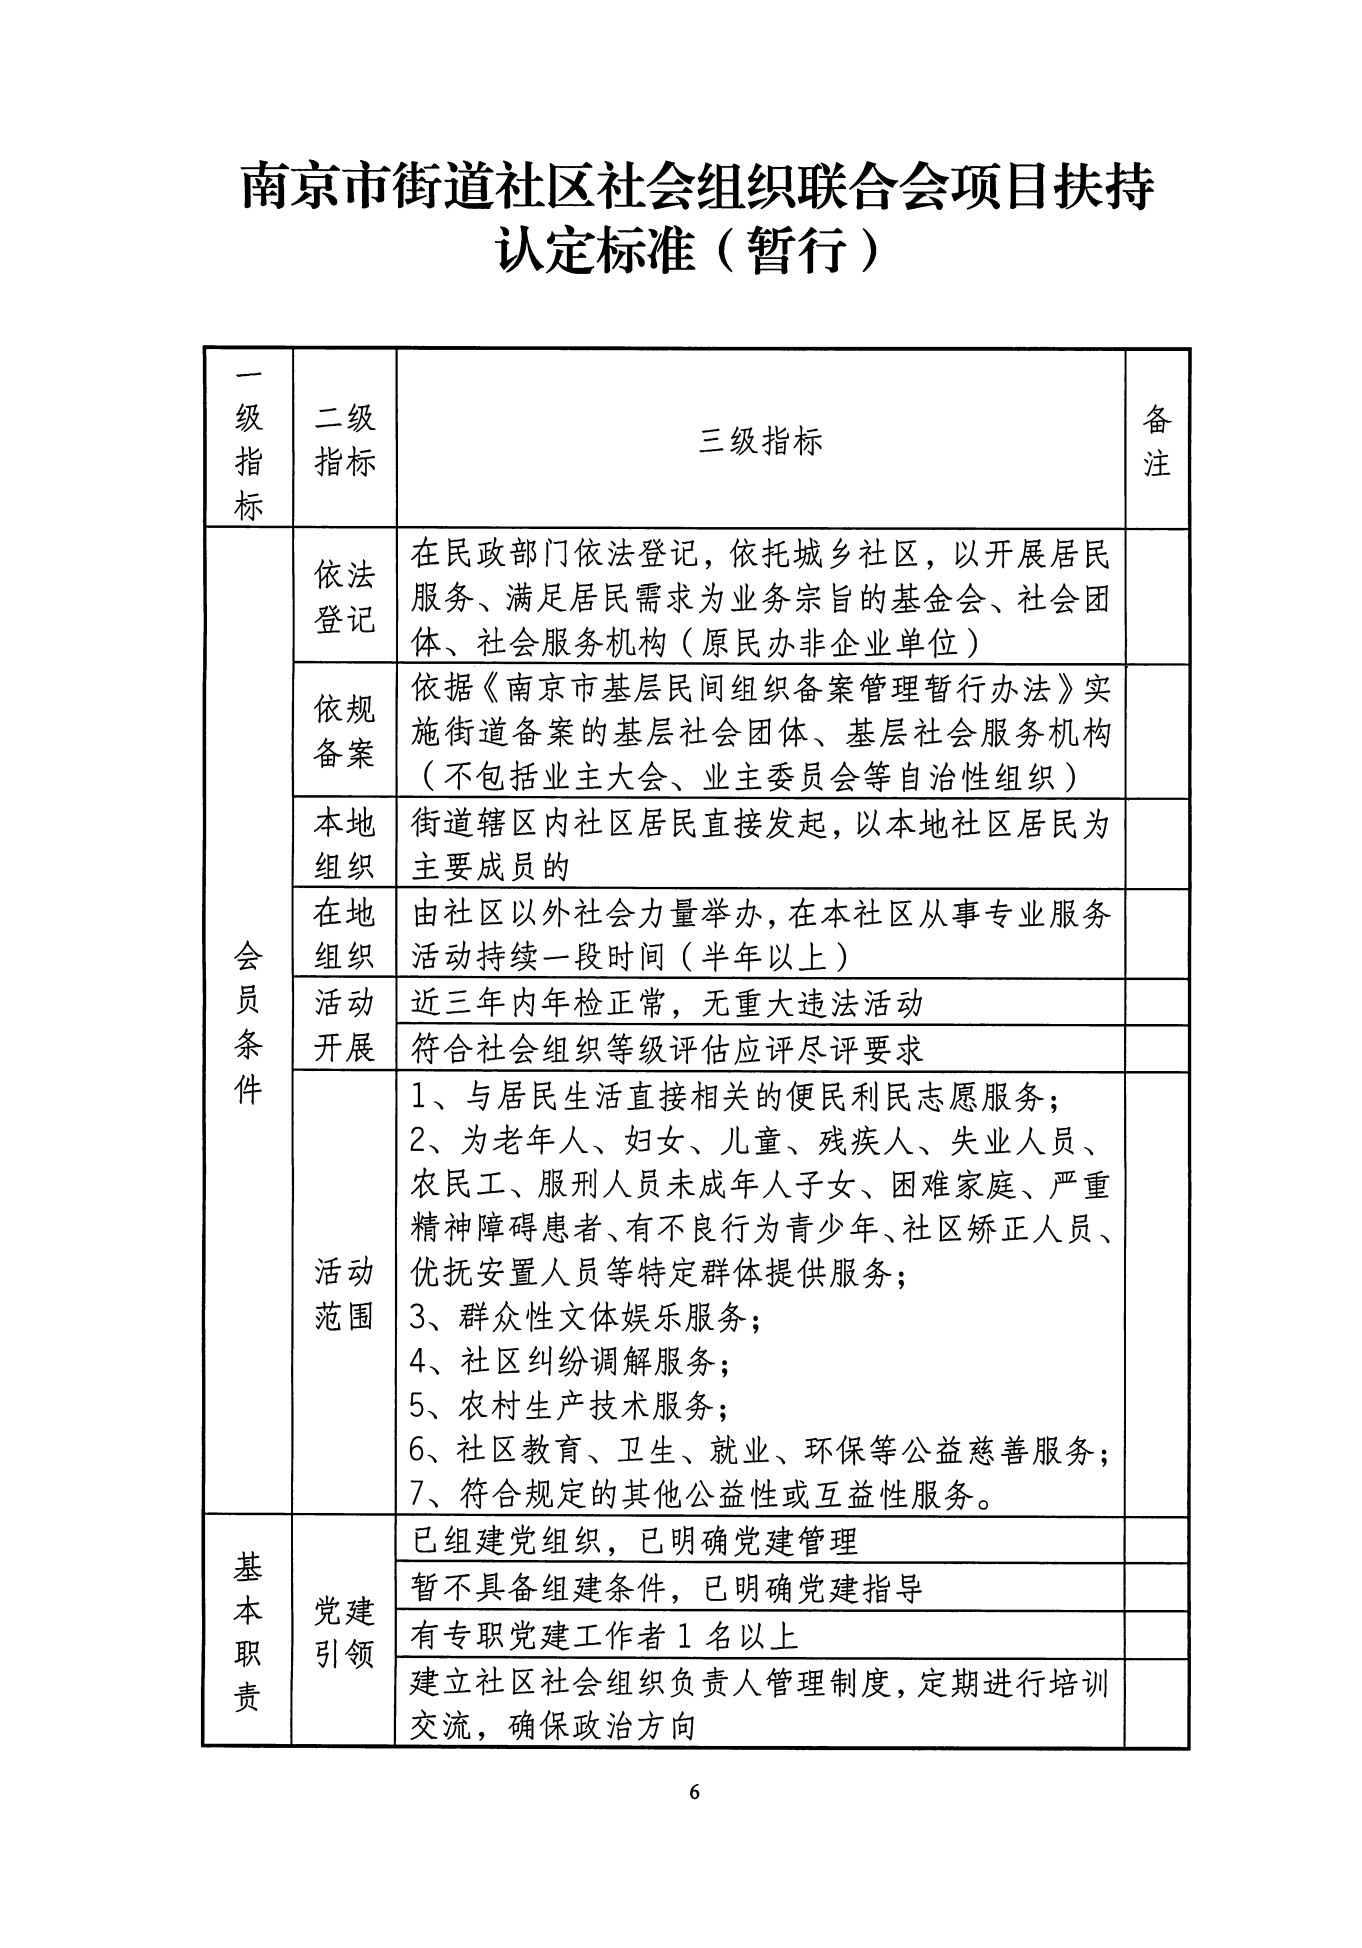 南京市街道社区社会组织联合会项目扶持
认定标准（暂行）
一级指标
二级
指标
三级指标
备注
会员条件
依法
登记
在民政部门依法登记，依托城乡社区，以开展居民
服务、满足居民需求为业务宗旨的基金会、社会团
体、社会服务机构（原民办非企业单位）
依规
备案
依据《南京市基层民间组织备案管理暂行办法》实
施街道备案的基层社会团体、基层社会服务机构
（不包括业主大会、业主委员会等自治性组织）
本地
组织
街道辖区内社区居民直接发起，以本地社区居民为
主要成员的
在地
组织
由社区以外社会力量举办，在本社区从事专业服务
活动持续一段时间（半年以上）
活动
开展
近三年内年检正常，无重大违法活动
符合社会组织等级评估应评尽评要求
活动
范围
1、与居民生活直接相关的便民利民志愿服务；
2、为老年人、妇女、儿童、残疾人、失业人员、
农民工、服刑人员未成年人子女、困难家庭、严重
精神障碍患者、有不良行为青少年、社区矫正人员、
优抚安置人员等特定群体提供服务；
3、群众性文体娱乐服务；
4、社区纠纷调解服务；
5、农村生产技术服务；
6、社区教育、卫生、就业、环保等公益慈善服务；
7、符合规定的其他公益性或互益性服务。
基本职责
党建
引领
已组建党组织，已明确党建管理
暂不具备组建条件，已明确党建指导
有专职党建工作者1名以上
建立社区社会组织负责人管理制度，定期进行培训
交流，确保政治方向
6